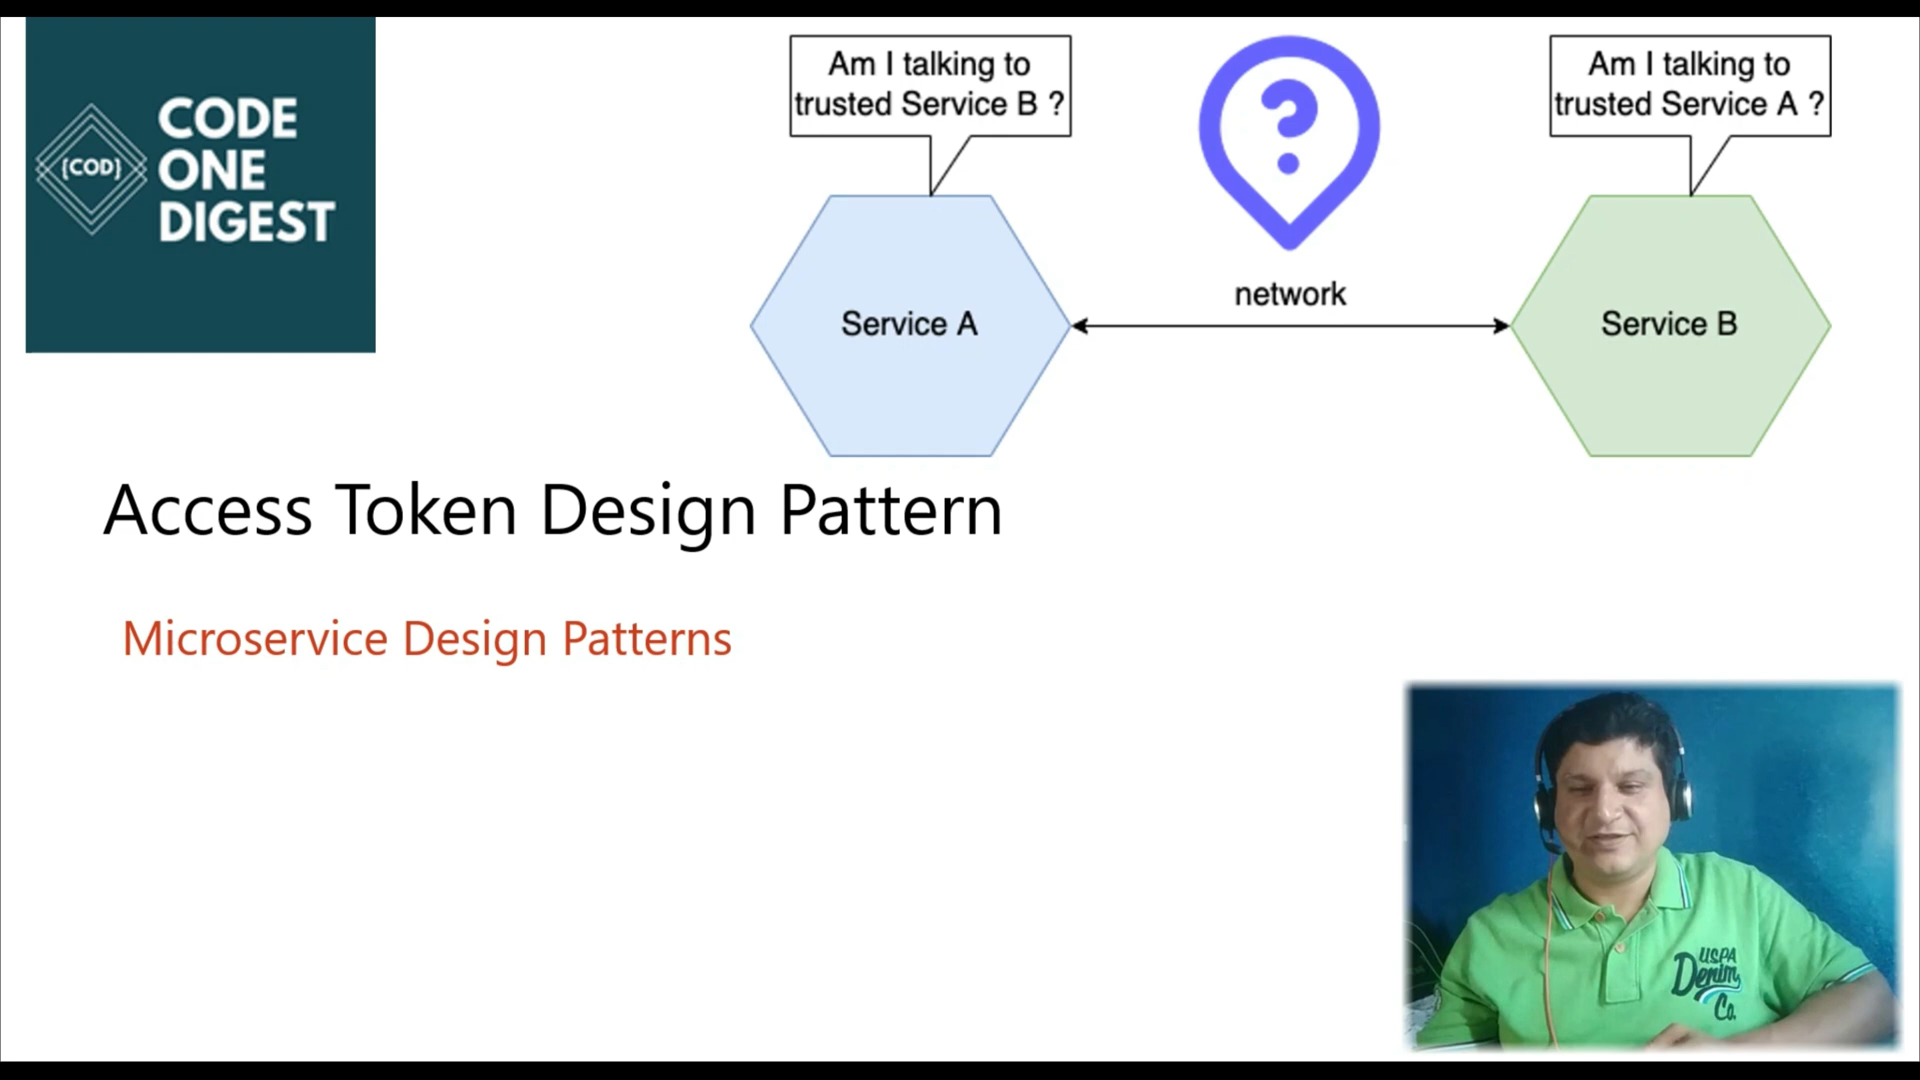 {COD}
CODE
ONE
DIGEST
Am I talking to
trusted Service B ?
?
Am I talking to
trusted Service A ?
network
Service A
Service B
Access Token Design Pattern
Microservice Design Patterns
USPA
Denim
Co.